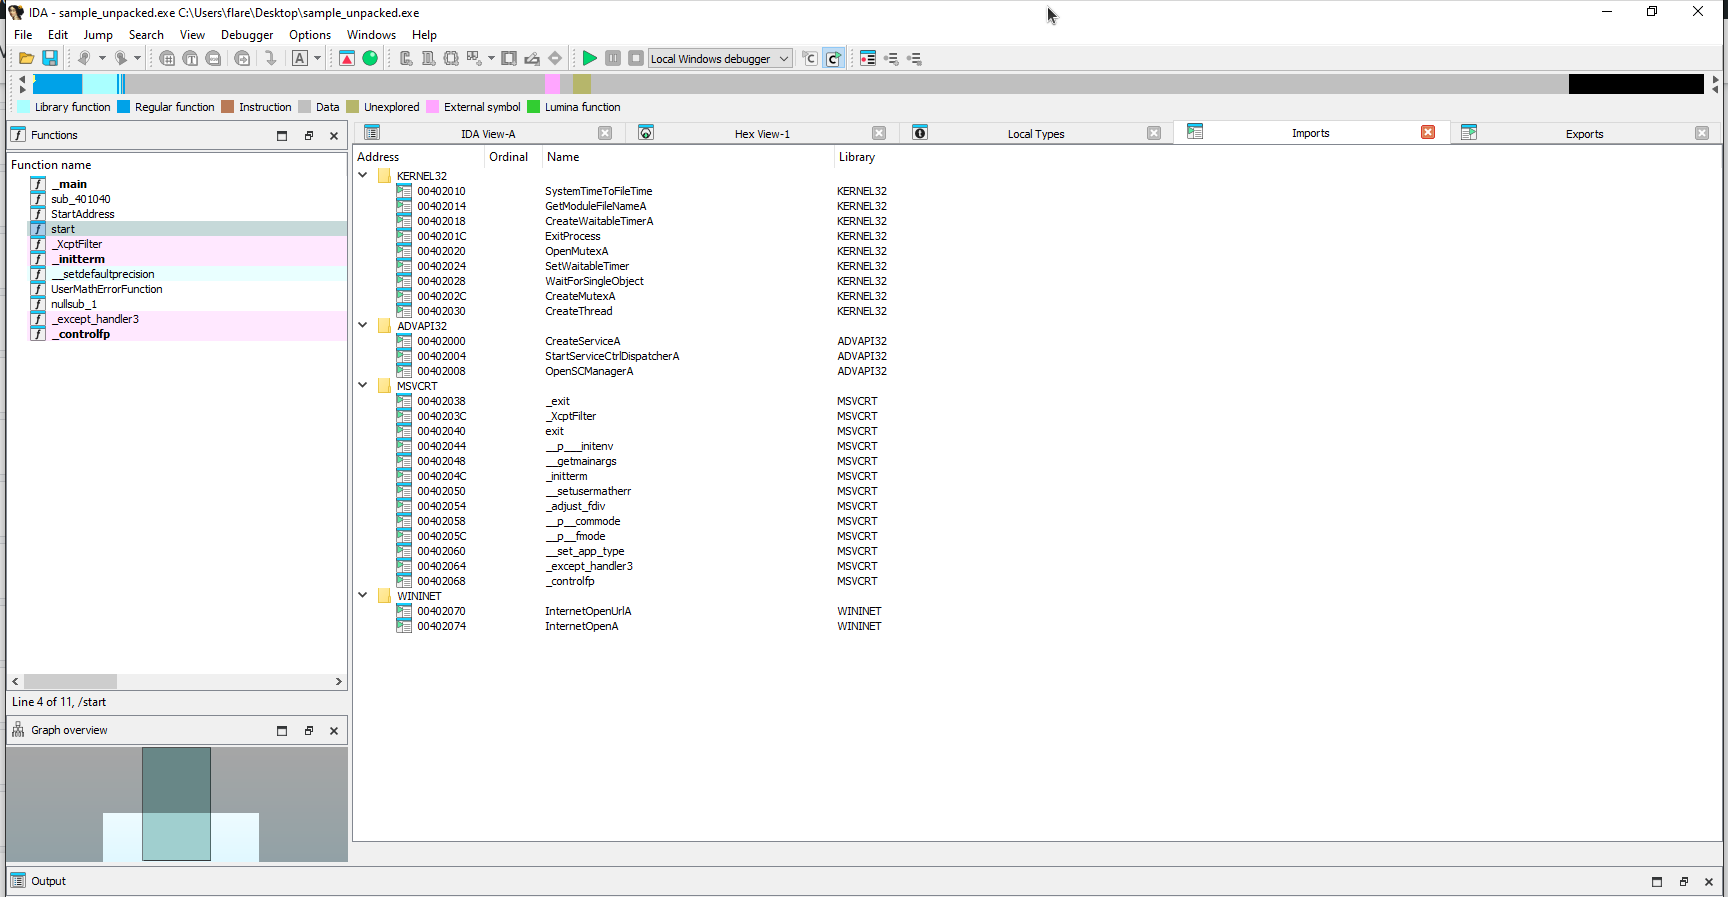 IDA - sample_unpacked.exe C:\Users\flare\Desktop\sample_unpacked.exe
File Edit Jump Search View Debugger Options Windows Help
Local Windows debugger
Library function Regular function Instruction Data Unexplored External symbol Lumina function
Functions
IDA View-A Hex View-1 Local Types Imports Exports
Function name
_main
sub_401040
StartAddress
start
_XcptFilter
_initterm
__setdefaultprecision
UserMathErrorFunction
nullsub_1
_except_handler3
_controlfp
Line 4 of 11, /start
Graph overview
Address Ordinal Name Library
KERNEL32
00402010 SystemTimeToFileTime KERNEL32
00402014 GetModuleFileNameA KERNEL32
00402018 CreateWaitableTimerA KERNEL32
0040201C ExitProcess KERNEL32
00402020 OpenMutexA KERNEL32
00402024 SetWaitableTimer KERNEL32
00402028 WaitForSingleObject KERNEL32
0040202C CreateMutexA KERNEL32
00402030 CreateThread KERNEL32
ADVAPI32
00402000 CreateServiceA ADVAPI32
00402004 StartServiceCtrlDispatcherA ADVAPI32
00402008 OpenSCManagerA ADVAPI32
MSVCRT
00402038 _exit MSVCRT
0040203C _XcptFilter MSVCRT
00402040 exit MSVCRT
00402044 __p___initenv MSVCRT
00402048 __getmainargs MSVCRT
0040204C _initterm MSVCRT
00402050 __setusermatherr MSVCRT
00402054 _adjust_fdiv MSVCRT
00402058 __p__commode MSVCRT
0040205C __p__fmode MSVCRT
00402060 __set_app_type MSVCRT
00402064 _except_handler3 MSVCRT
00402068 _controlfp MSVCRT
WININET
00402070 InternetOpenUrlA WININET
00402074 InternetOpenA WININET
Output